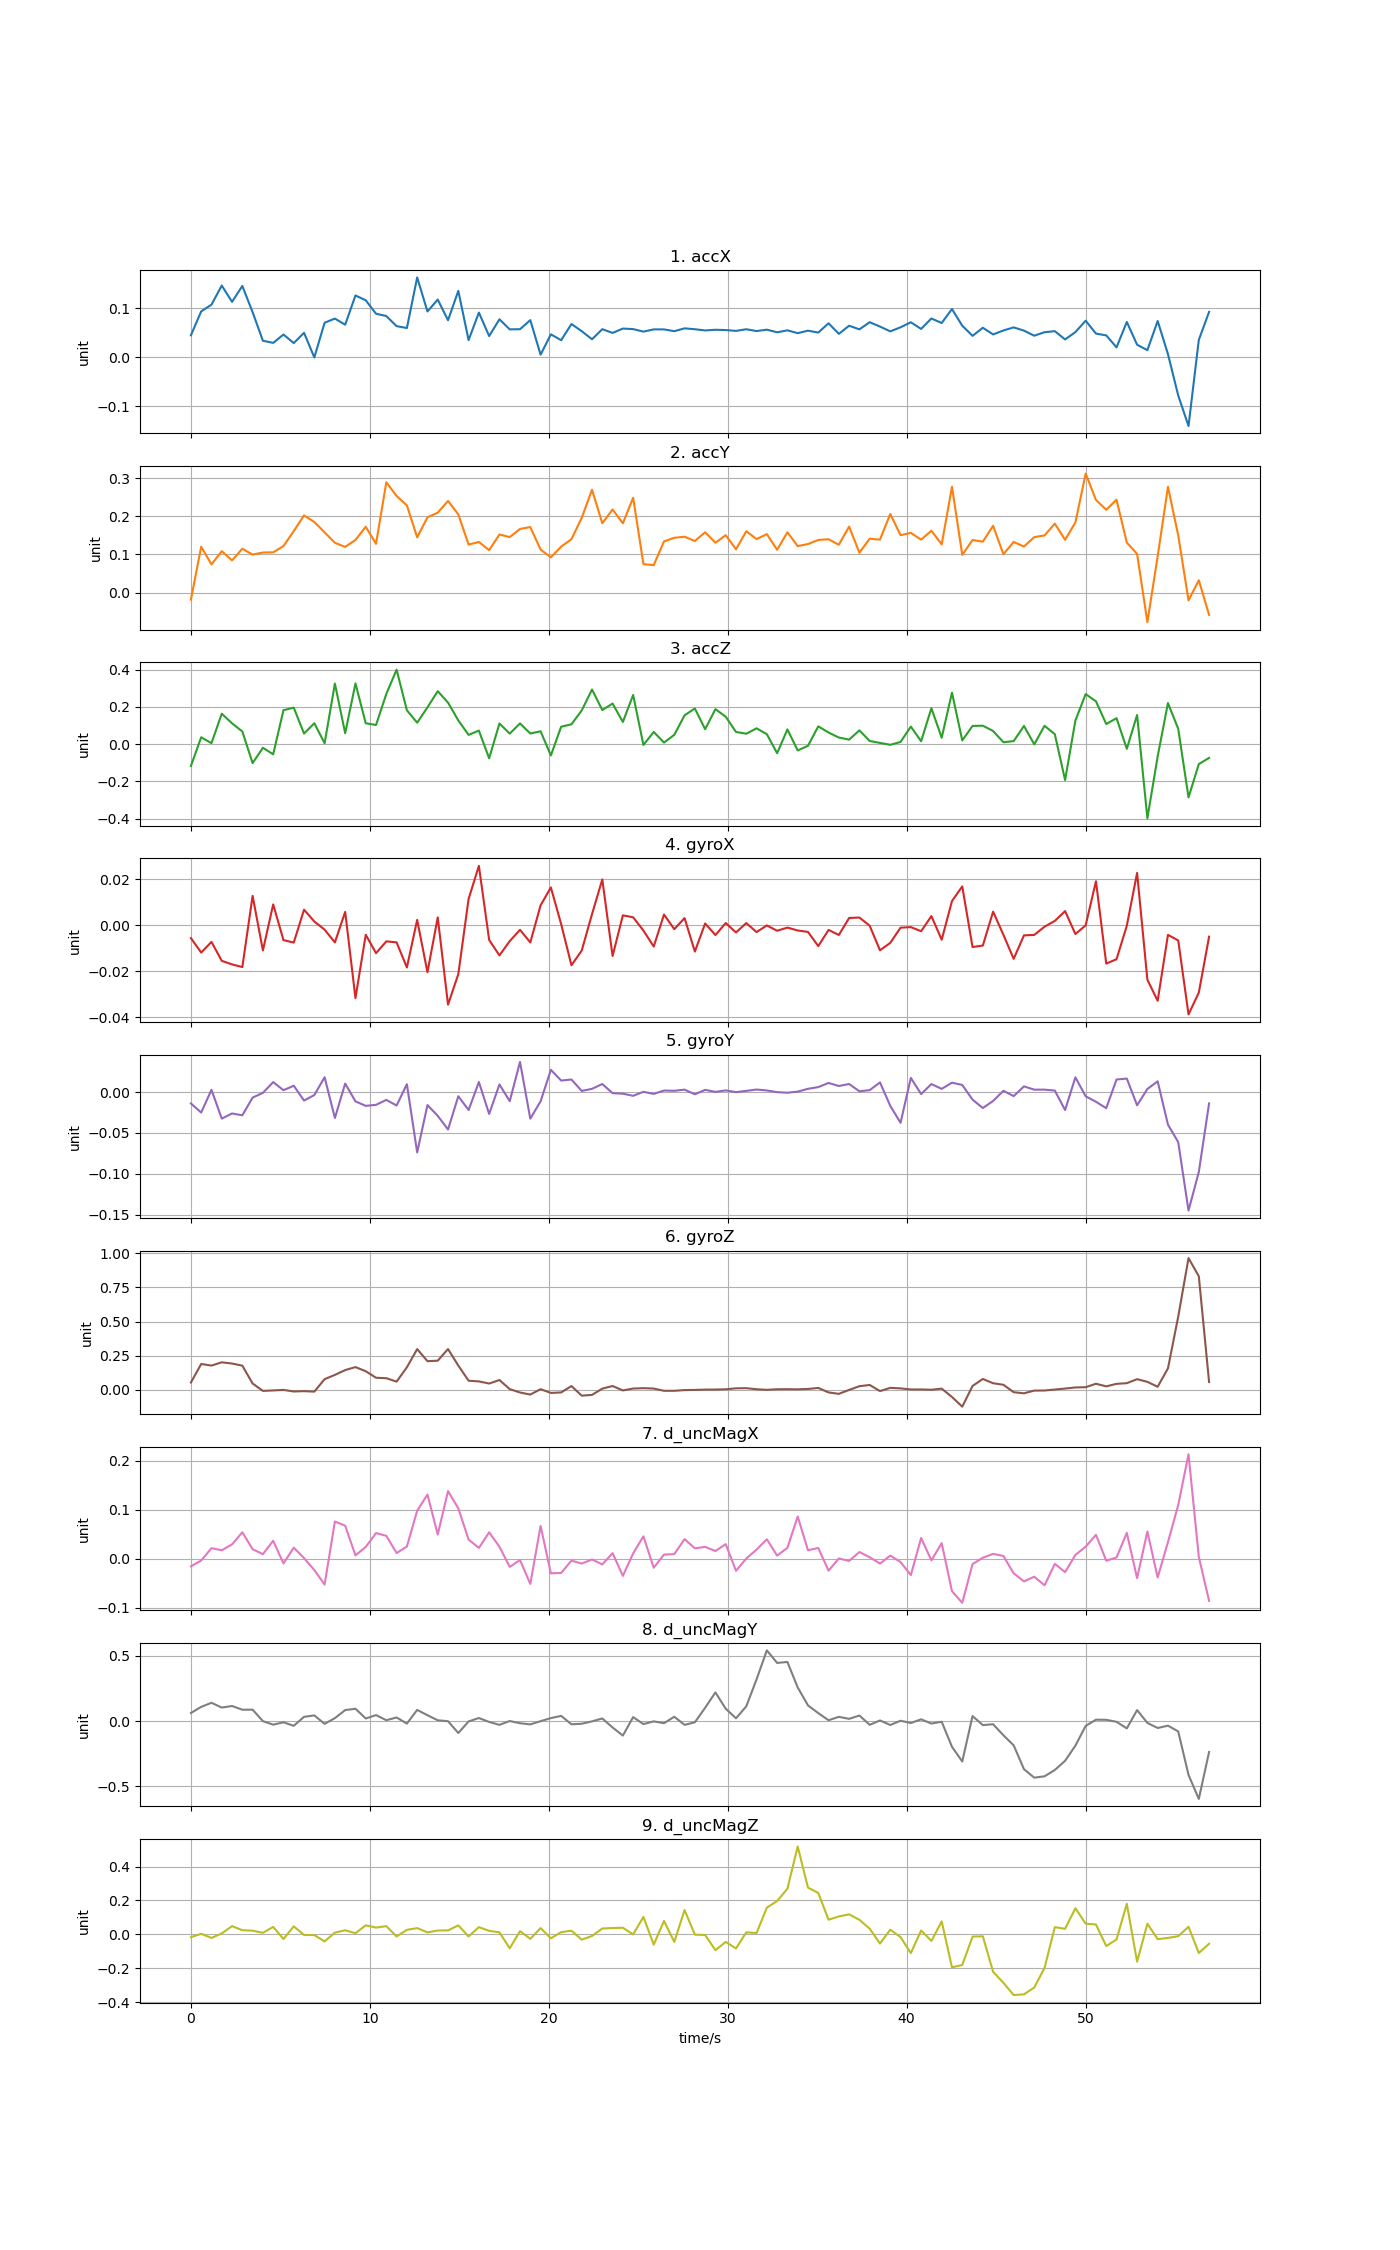 1. accX
0.1
0.0
−0.1
unit
2. accY
0.3
0.2
0.1
0.0
unit
3. accZ
0.4
0.2
0.0
−0.2
−0.4
unit
4. gyroX
0.02
0.00
−0.02
−0.04
unit
5. gyroY
0.00
−0.05
−0.10
−0.15
unit
6. gyroZ
1.00
0.75
0.50
0.25
0.00
unit
7. d_uncMagX
0.2
0.1
0.0
−0.1
unit
8. d_uncMagY
0.5
0.0
−0.5
unit
9. d_uncMagZ
0.4
0.2
0.0
−0.2
−0.4
unit
0 10 20 30 40 50
time/s